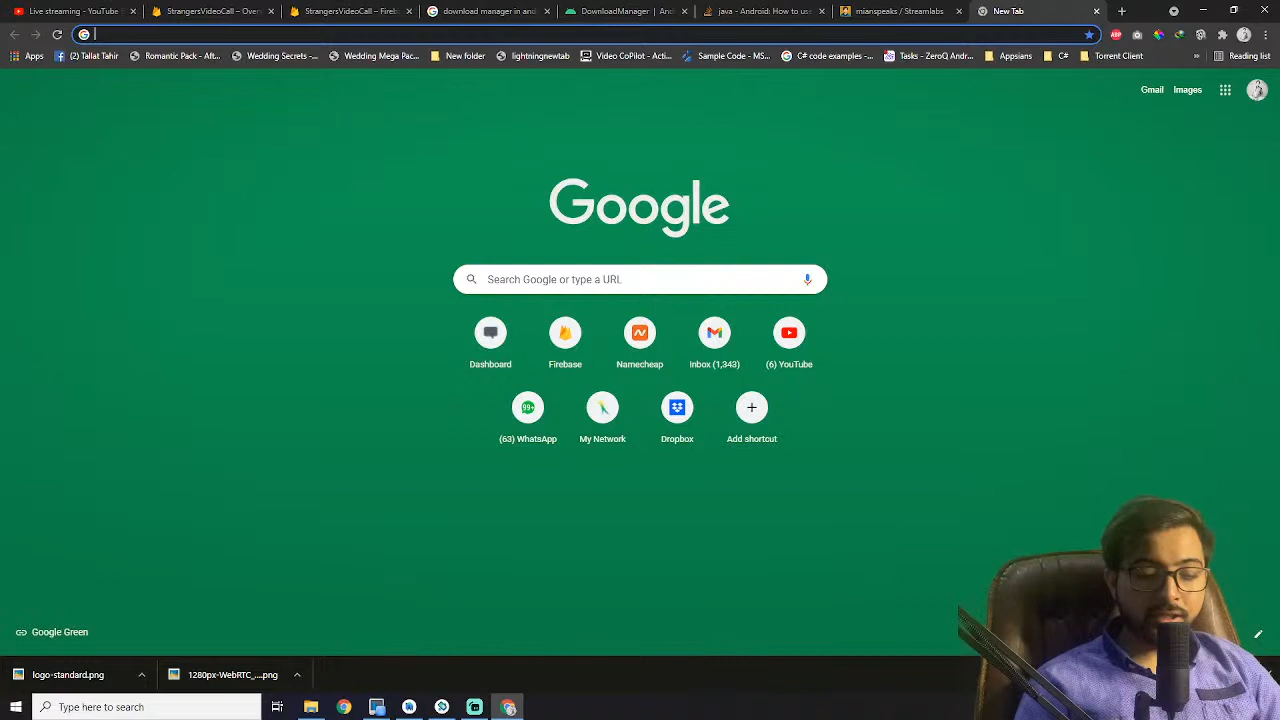 Live streaming - YouTube S
StrangersVideoCall – Over
StrangersVideoCall – Fireb
download manager in and
DownloadManager | And
java - Android: How to use
mianspeaks / Streamlabs
New Tab
Apps
(2) Tallat Tahir
Romantic Pack - Aft...
Wedding Secrets -...
Wedding Mega Pac...
New folder
lightningnewtab
Video CoPilot - Acti...
Sample Code - MS...
C# code examples -...
Tasks - ZeroQ Andr...
Appsians
C#
Torrent Client
»
Reading list
Gmail
Images
Google
Search Google or type a URL
Dashboard
Firebase
Namecheap
Inbox (1,343)
(6) YouTube
99+
(63) WhatsApp
My Network
Dropbox
Add shortcut
Google Green
logo-standard.png
1280px-WebRTC_....png
Type here to search